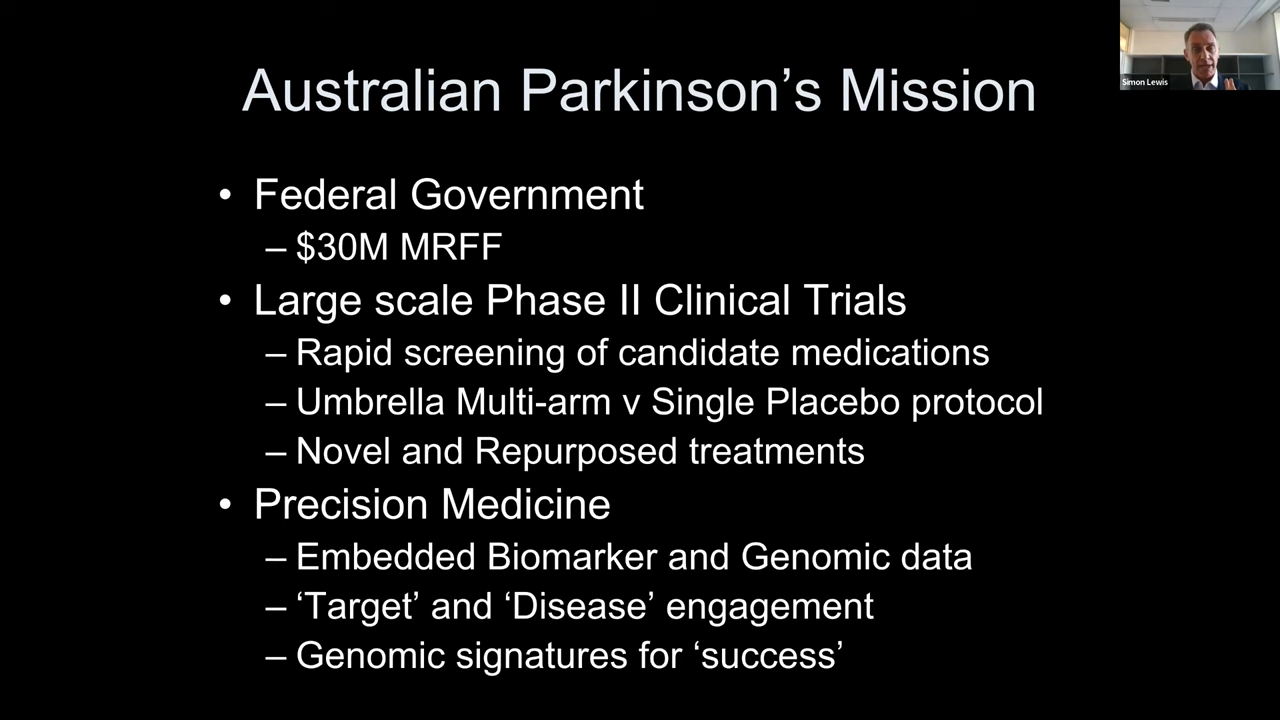 Australian Parkinson’s Mission
Simon Lewis
• Federal Government
– $30M MRFF
• Large scale Phase II Clinical Trials
– Rapid screening of candidate medications
– Umbrella Multi-arm v Single Placebo protocol
– Novel and Repurposed treatments
• Precision Medicine
– Embedded Biomarker and Genomic data
– ‘Target’ and ‘Disease’ engagement
– Genomic signatures for ‘success’